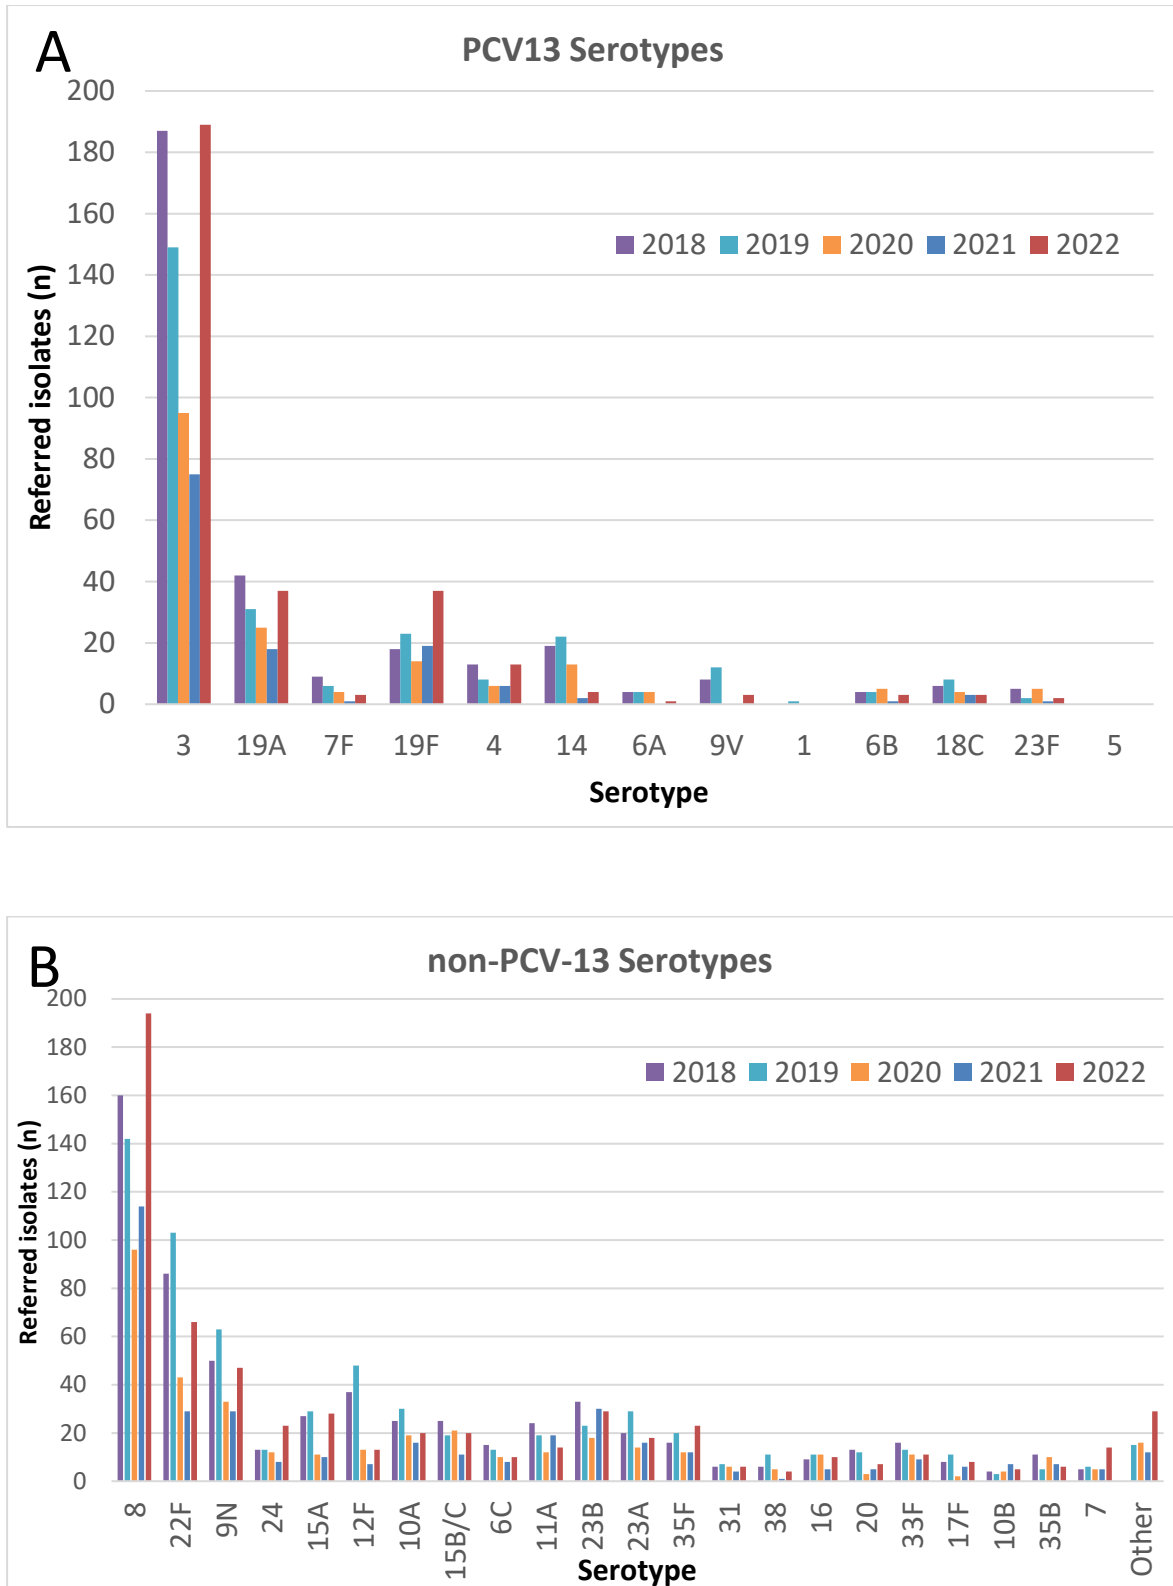 A
PCV13 Serotypes
200
180
160
140
120
100
80
60
40
20
0
Referred isolates (n)
2018 2019 2020 2021 2022
3 19A 7F 19F 4 14 6A 9V 1 6B 18C 23F 5
Serotype
B
non-PCV-13 Serotypes
200
180
160
140
120
100
80
60
40
20
0
Referred isolates (n)
2018 2019 2020 2021 2022
8 22F 9N 24 15A 12F 10A 15B/C 6C 11A 23B 23A 35F 31 38 16 20 33F 17F 10B 35B 7 Other
Serotype